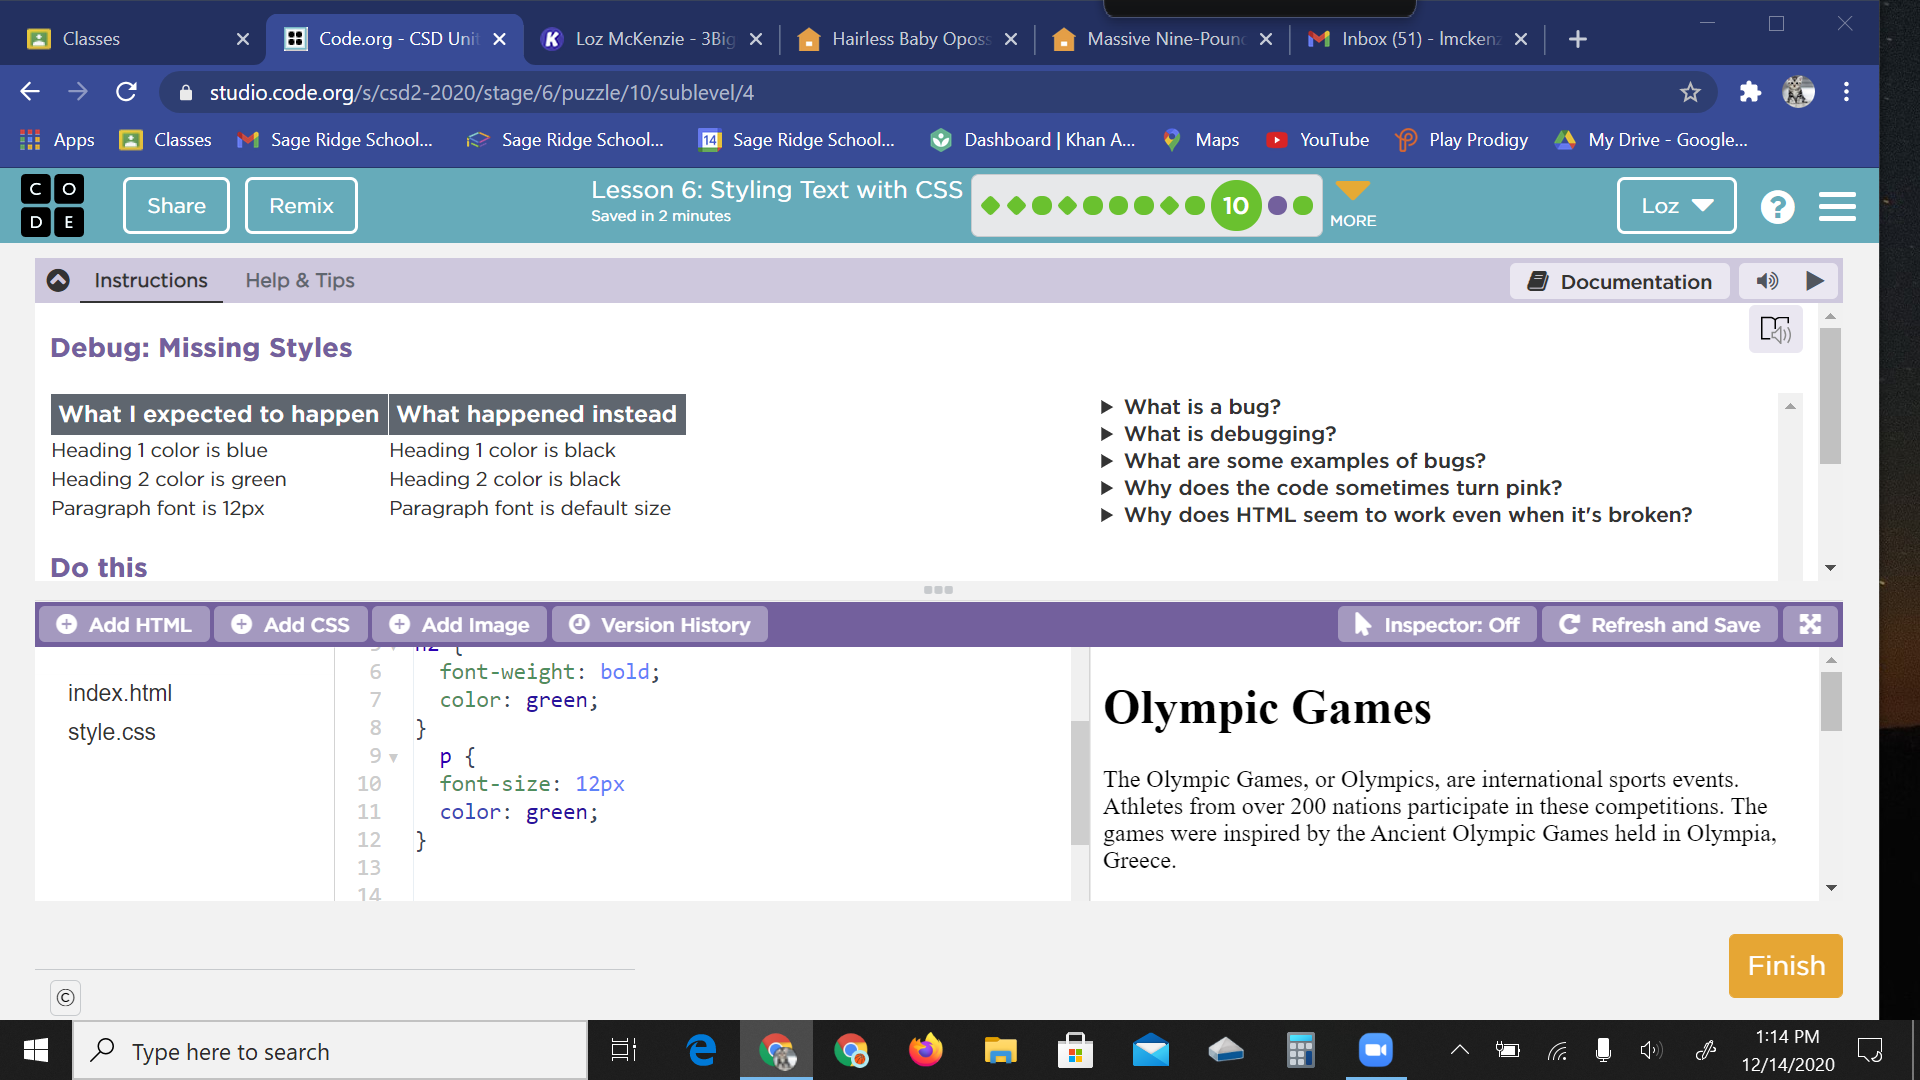 Classes
Code.org - CSD Unit
Loz McKenzie - 3Big
Hairless Baby Oposs
Massive Nine-Pound
Inbox (51) - lmckenz
studio.code.org/s/csd2-2020/stage/6/puzzle/10/sublevel/4
Apps
Classes
Sage Ridge School...
Sage Ridge School...
14
Sage Ridge School...
Dashboard | Khan A...
Maps
YouTube
Play Prodigy
My Drive - Google...
C O
D E
Share
Remix
Lesson 6: Styling Text with CSS
Saved in 2 minutes
10
MORE
Loz
?
Instructions
Help & Tips
Documentation
Debug: Missing Styles
What I expected to happen What happened instead
Heading 1 color is blue Heading 1 color is black
Heading 2 color is green Heading 2 color is black
Paragraph font is 12px Paragraph font is default size
What is a bug?
What is debugging?
What are some examples of bugs?
Why does the code sometimes turn pink?
Why does HTML seem to work even when it's broken?
Do this
Add HTML
Add CSS
Add Image
Version History
Inspector: Off
Refresh and Save
index.html
style.css
5 h2 {
6 font-weight: bold;
7 color: green;
8 }
9 p {
10 font-size: 12px
11 color: green;
12 }
13
14
Olympic Games
The Olympic Games, or Olympics, are international sports events.
Athletes from over 200 nations participate in these competitions. The
games were inspired by the Ancient Olympic Games held in Olympia,
Greece.
Finish
©
Type here to search
1:14 PM
12/14/2020